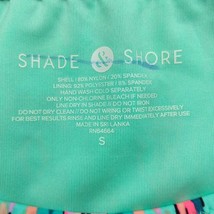 SHADE & SHORE
SHELL: 80% NYLON / 20% SPANDEX
LINING: 92% POLYESTER / 8% SPANDEX
HAND WASH COLD SEPARATELY
ONLY NON-CHLORINE BLEACH IF NEEDED
LINE DRY IN SHADE X DO NOT IRON
DO NOT DRY CLEAN / DO NOT WRING OR TWIST EXCESSIVELY
FOR BEST RESULTS RINSE AND LINE DRY IMMEDIATELY AFTER USE
MADE IN SRI LANKA
S